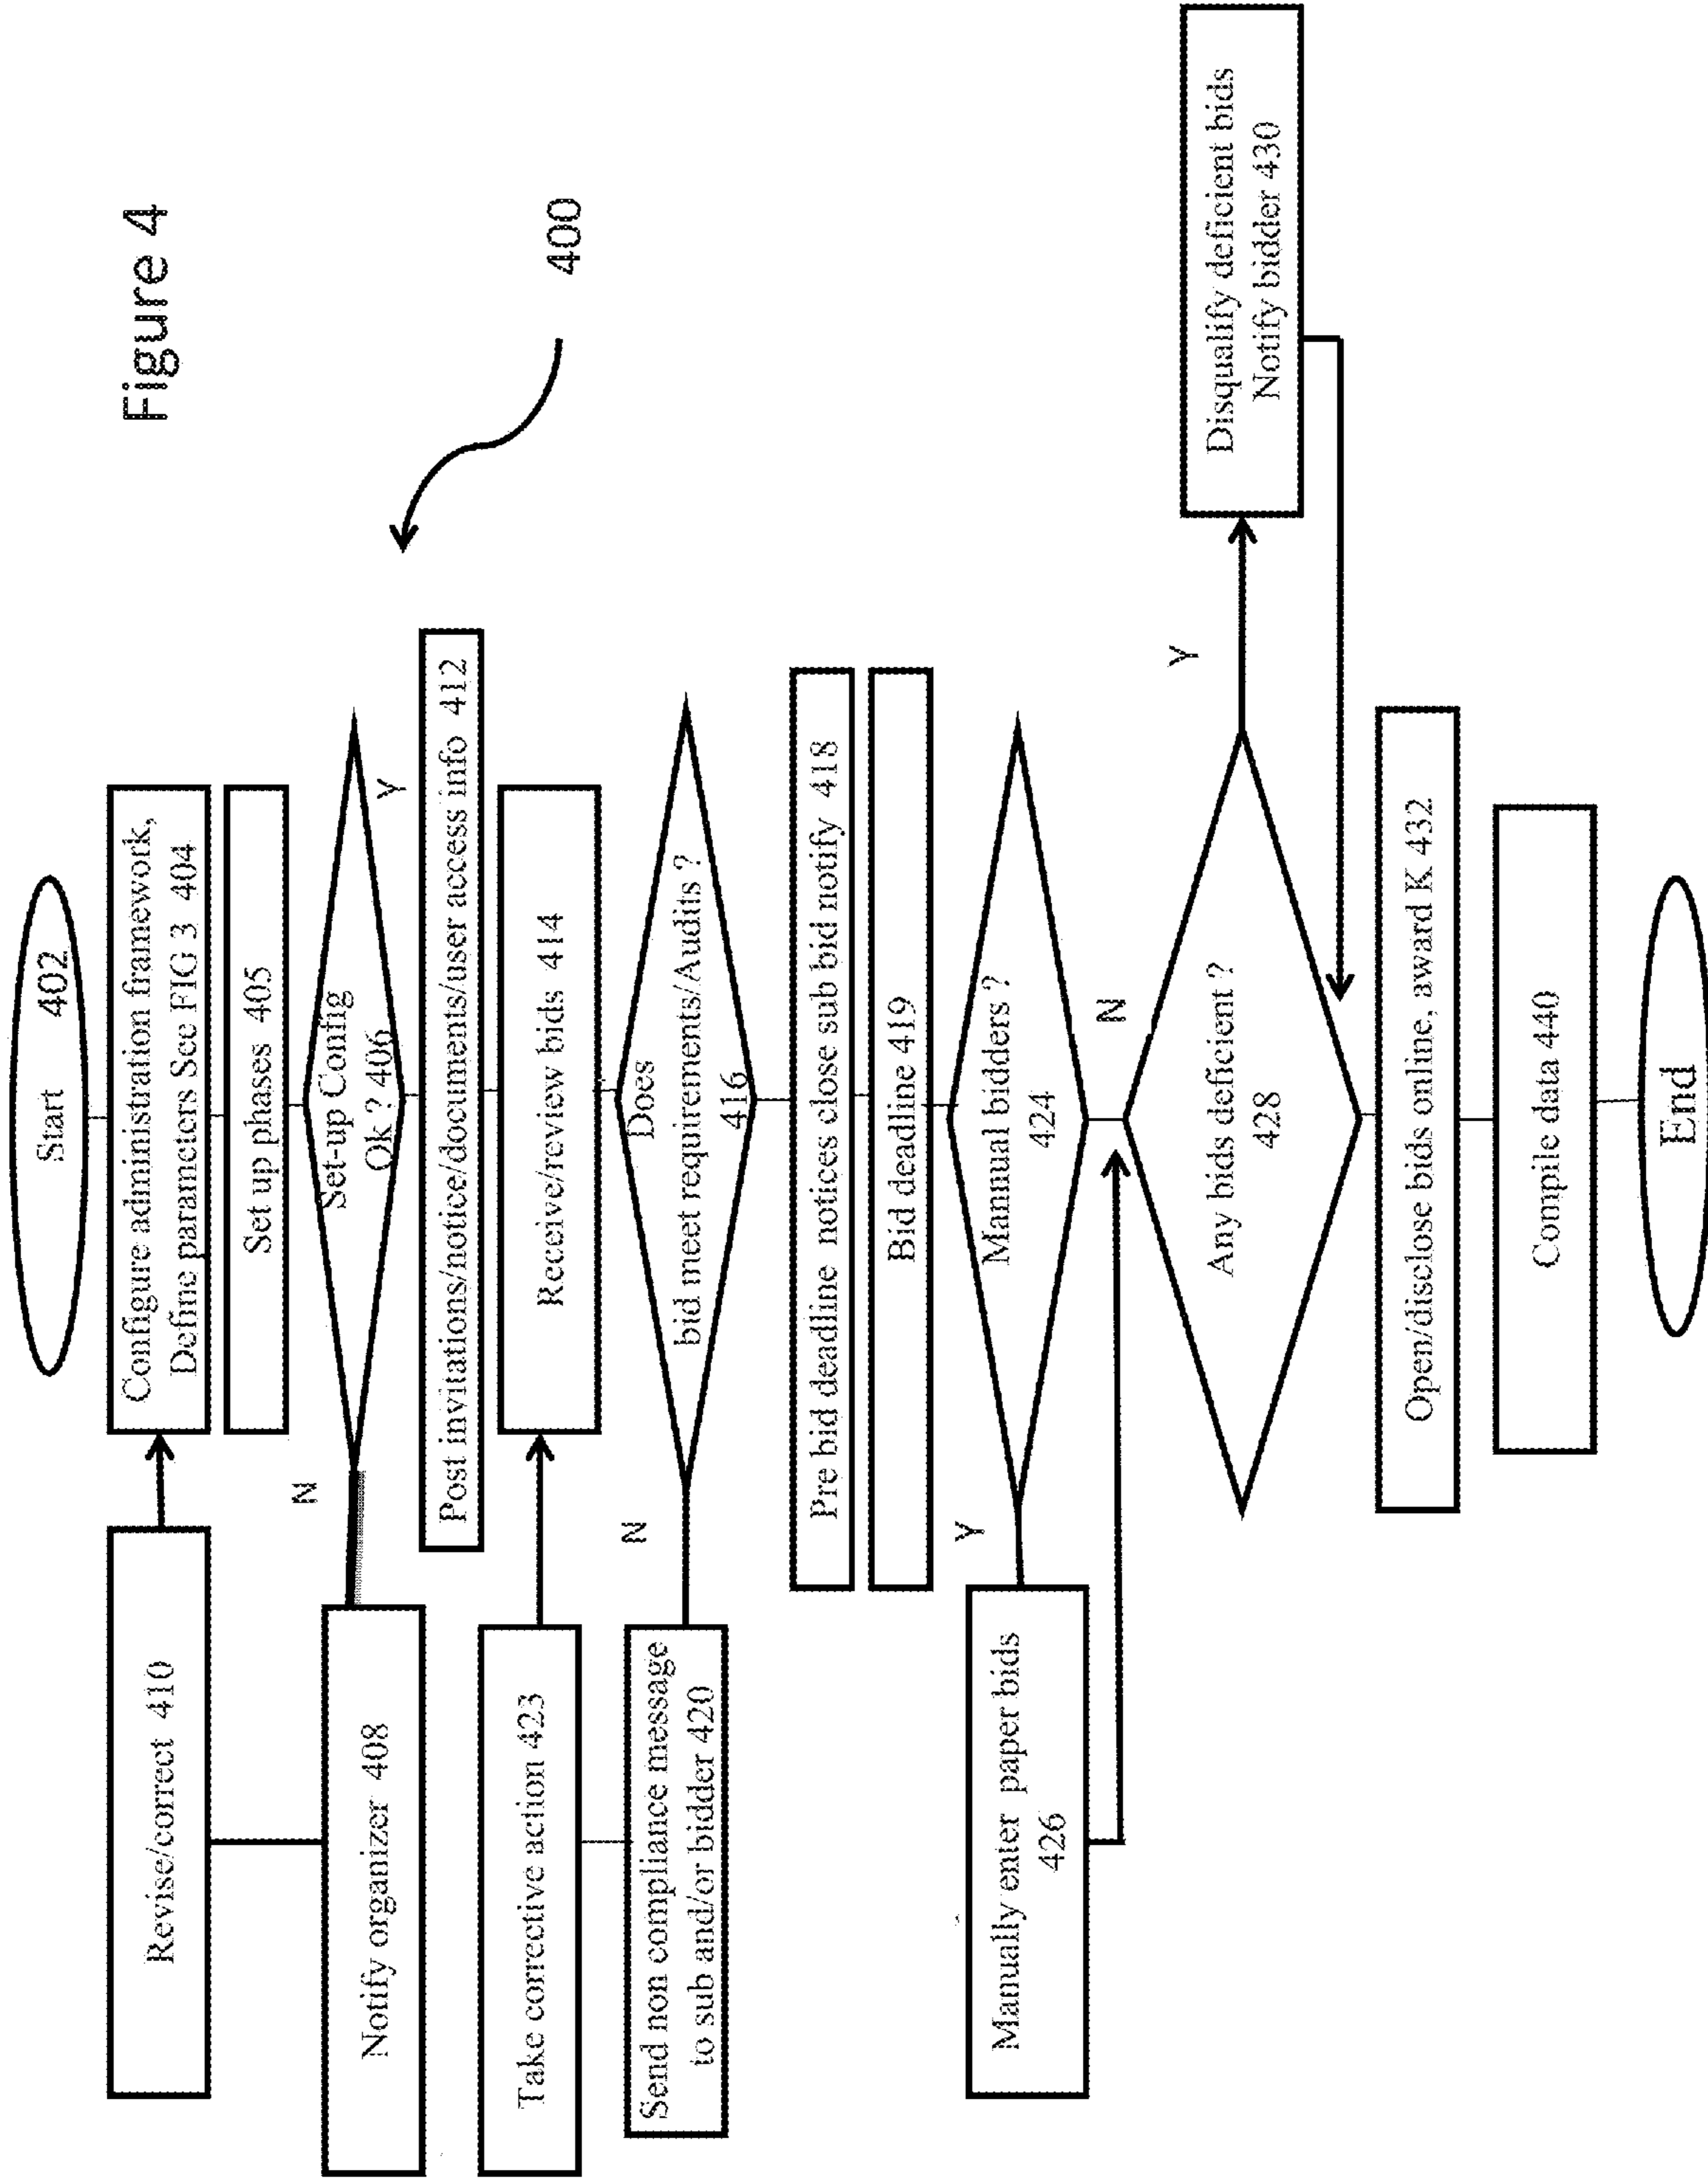 Figure 4
400
Start 402
Configure administration framework,
Define parameters See FIG 3 404
Revise/correct 410
Set up phases 405
Set-up Config
Ok ? 406
N
Y
Notify organizer 408
Post invitations/notice/documents/user access info 412
Receive/review bids 414
Take corrective action 423
Does
bid meet requirements/Audits ?
416
N
Send non compliance message
to sub and/or bidder 420
Pre bid deadline notices close sub bid notify 418
Bid deadline 419
Mannual bidders ?
424
Y
N
Manually enter paper bids
426
Any bids deficient ?
428
Y
Disqualify deficient bids
Notify bidder 430
Open/disclose bids online, award K 432
Compile data 440
End